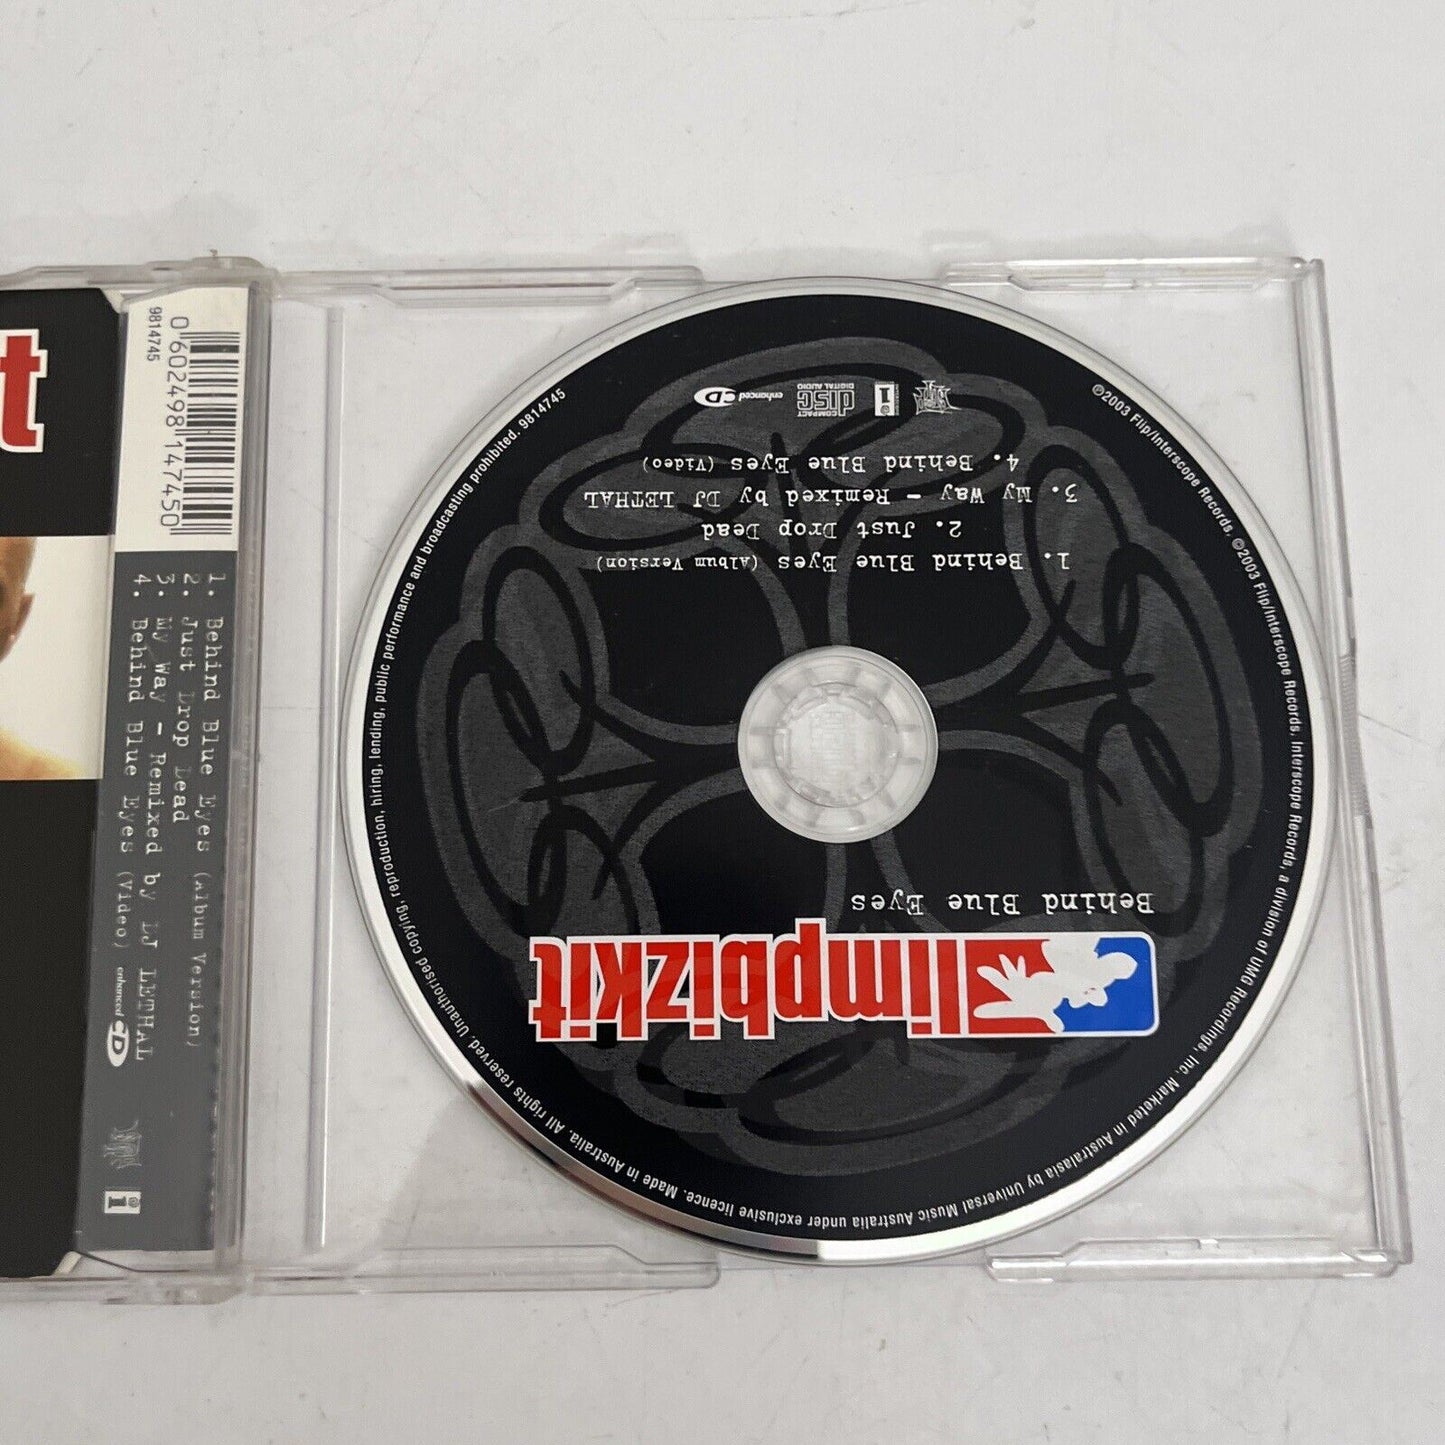 t
9814745
0 602498 147450
1. Behind Blue Eyes (Album Version)
2. Just Drop Dead
3. My Way - Remixed by DJ LETHAL
4. Behind Blue Eyes (Video) enhanced CD
i
limpbizkit
Behind Blue Eyes
1. Behind Blue Eyes (Album Version)
2. Just Drop Dead
3. My Way - Remixed by DJ LETHAL
4. Behind Blue Eyes (Video)
i
COMPACT
disc
DIGITAL AUDIO
enhanced CD
℗2003 Flip/Interscope Records. ©2003 Flip/Interscope Records, Interscope Records, a division of UMG Recordings, Inc. Marketed in Australasia by Universal Music Australia under exclusive licence. Made in Australia. All rights reserved. Unauthorised copying, reproduction, hiring, lending, public performance and broadcasting prohibited. 9814745